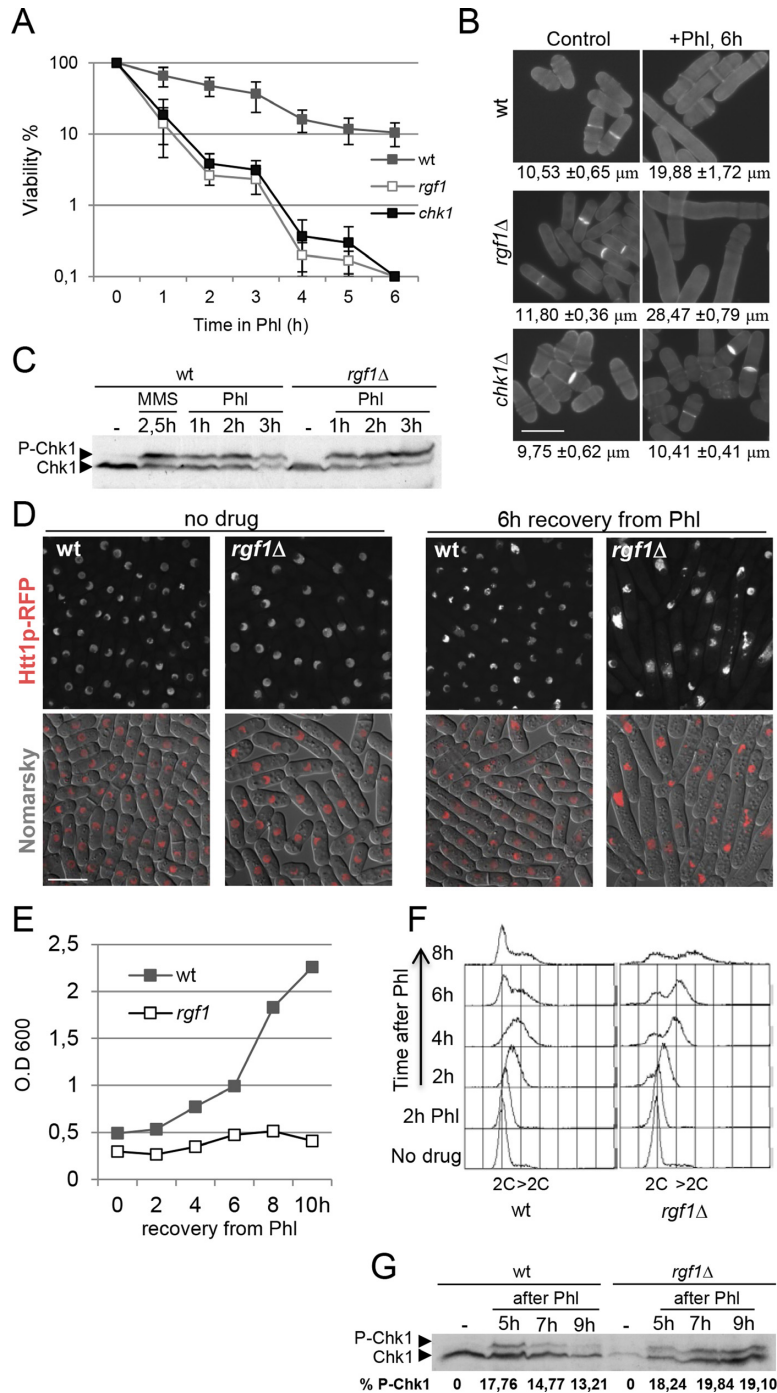 A
100
10
1
0,1
Viability %
wt
rgf1
chk1
0 1 2 3 4 5 6
Time in Phl (h)
B
Control +Phl, 6h
wt
10,53 ±0,65 µm 19,88 ±1,72 µm
rgf1Δ
11,80 ±0,36 µm 28,47 ±0,79 µm
chk1Δ
9,75 ±0,62 µm 10,41 ±0,41 µm
C
wt rgf1Δ
MMS Phl Phl
- 2,5h 1h 2h 3h - 1h 2h 3h
P-Chk1
Chk1
D
no drug 6h recovery from Phl
wt rgf1Δ wt rgf1Δ
Htt1p-RFP
Nomarsky
E
2,5
2
1,5
1
0,5
0
O.D 600
wt
rgf1
0 2 4 6 8 10h
recovery from Phl
F
Time after Phl
8h
6h
4h
2h
2h Phl
No drug
2C>2C 2C >2C
wt rgf1Δ
G
wt rgf1Δ
after Phl after Phl
- 5h 7h 9h - 5h 7h 9h
P-Chk1
Chk1
% P-Chk1 0 17,76 14,77 13,21 0 18,24 19,84 19,10